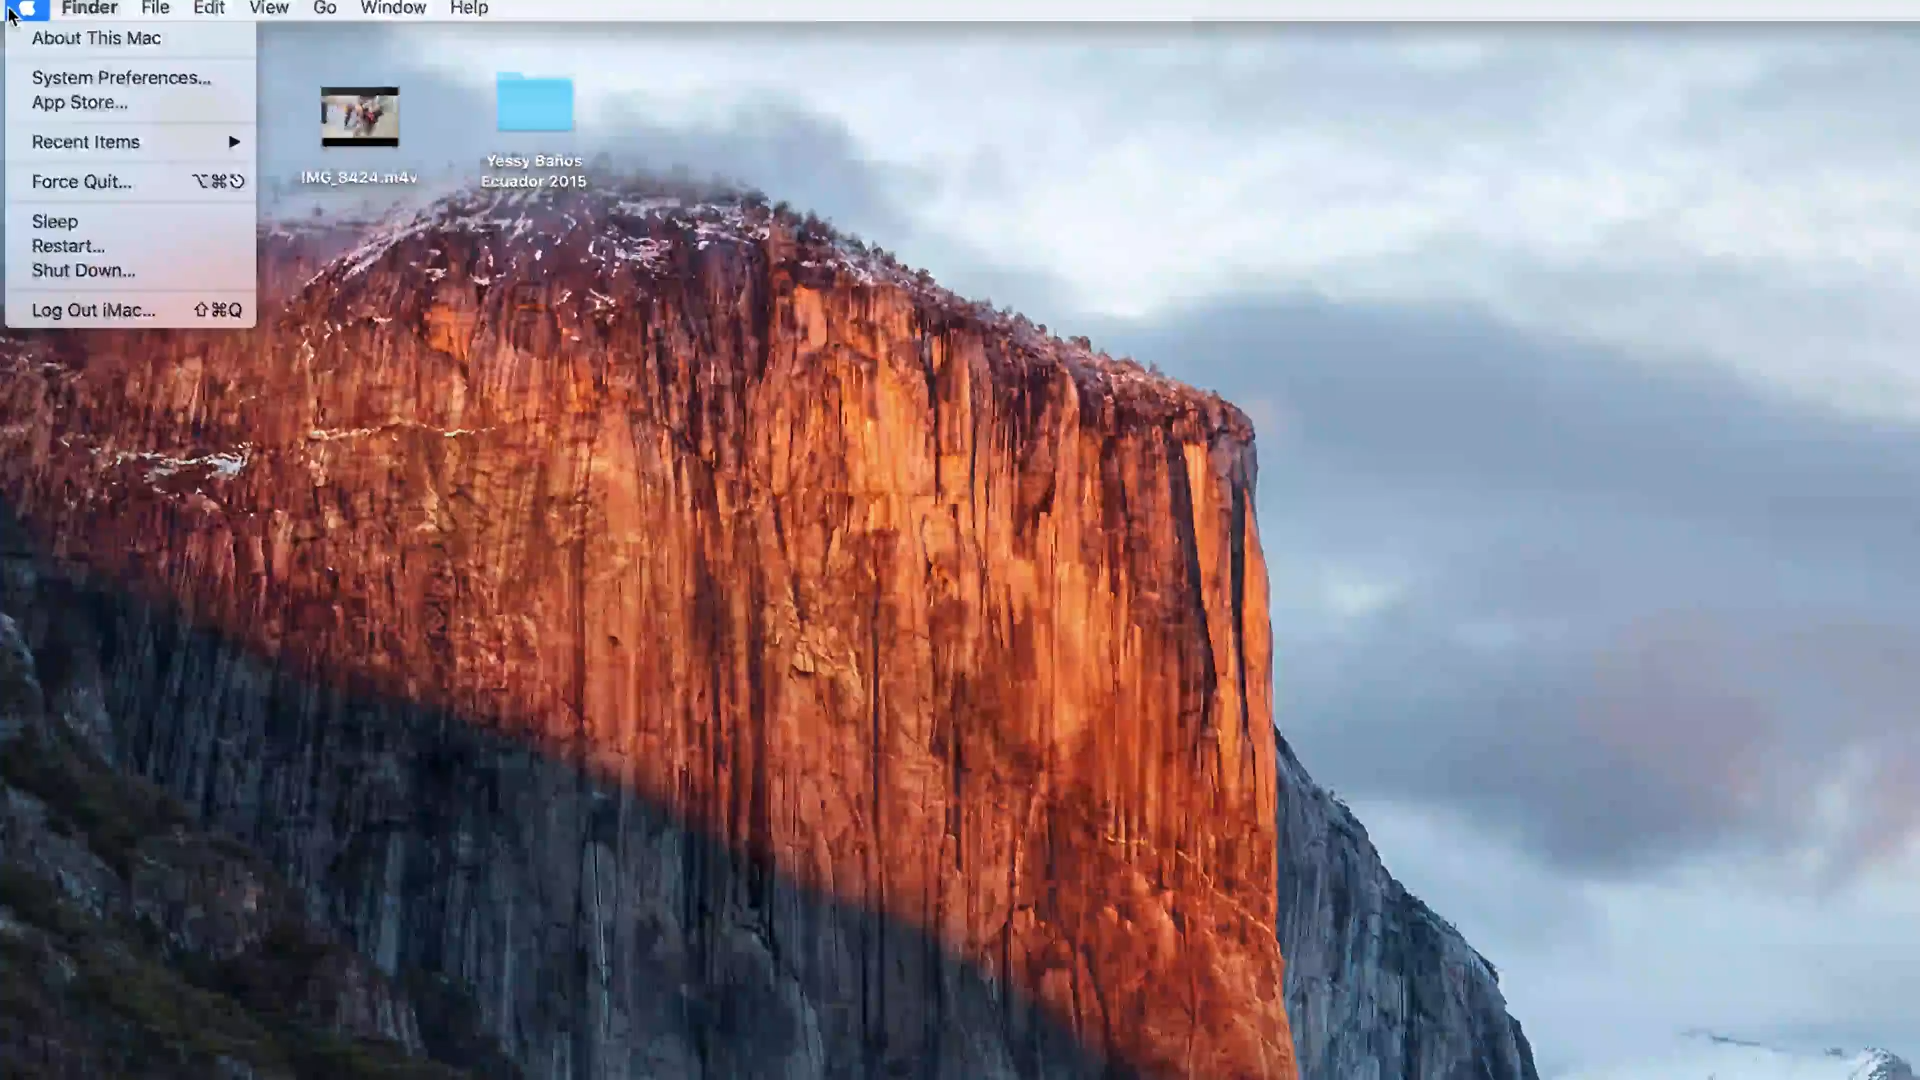 Finder File Edit View Go Window Help
About This Mac
System Preferences...
App Store...
Recent Items ▶
Force Quit... ⌥⌘⎋
Sleep
Restart...
Shut Down...
Log Out iMac... ⇧⌘Q
IMG_8424.m4v
Yessy Baños
Ecuador 2015